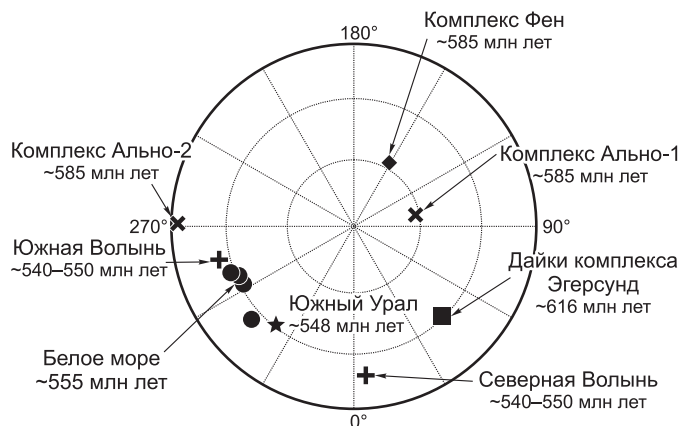 Комплекс Фен
~585 млн лет
180°
Комплекс Ально-2
~585 млн лет
Комплекс Ально-1
~585 млн лет
270°
90°
Южная Волынь
~540–550 млн лет
Дайки комплекса
Эгерсунд
~616 млн лет
Южный Урал
~548 млн лет
Белое море
~555 млн лет
Северная Волынь
~540–550 млн лет
0°